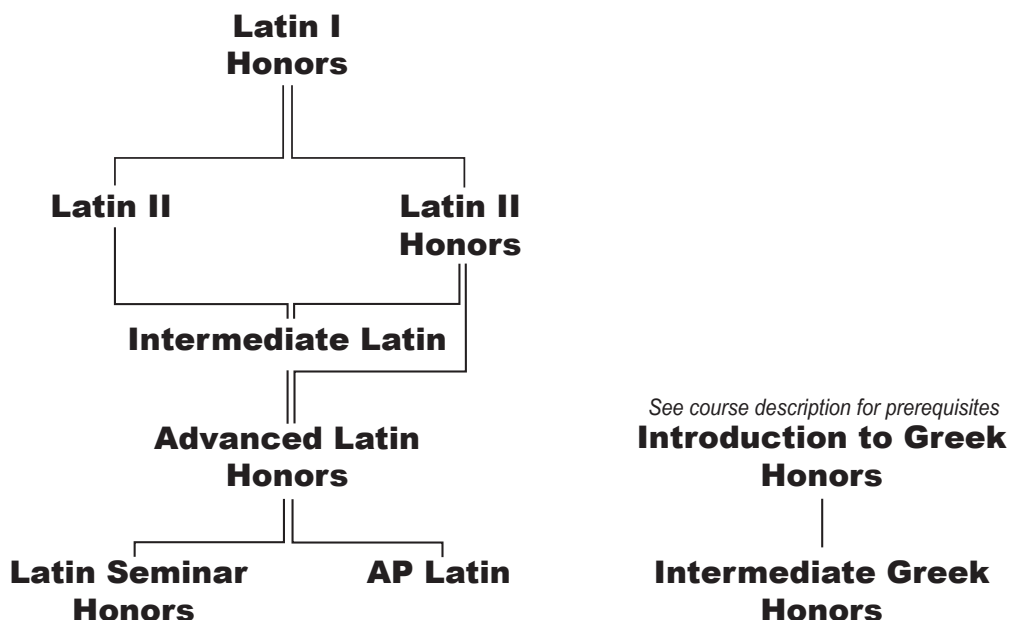 Latin I
Honors
Latin II
Latin II
Honors
Intermediate Latin
Advanced Latin
Honors
Latin Seminar
Honors
AP Latin
See course description for prerequisites
Introduction to Greek
Honors
Intermediate Greek
Honors